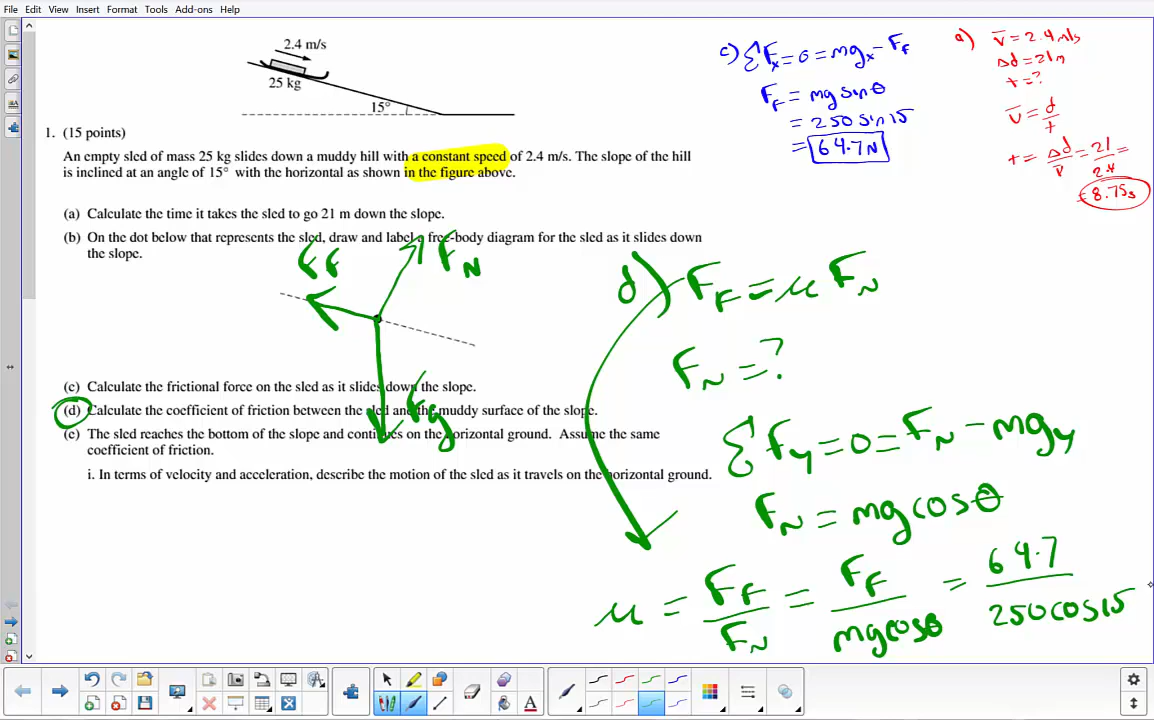 File Edit View Insert Format Tools Add-ons Help
2.4 m/s
25 kg
15°
1. (15 points)
An empty sled of mass 25 kg slides down a muddy hill with a constant speed of 2.4 m/s. The slope of the hill
is inclined at an angle of 15° with the horizontal as shown in the figure above.
(a) Calculate the time it takes the sled to go 21 m down the slope.
(b) On the dot below that represents the sled, draw and label a free-body diagram for the sled as it slides down
the slope.
FF
FN
Fg
(c) Calculate the frictional force on the sled as it slides down the slope.
(d) Calculate the coefficient of friction between the sled and the muddy surface of the slope.
(e) The sled reaches the bottom of the slope and continues on the horizontal ground. Assume the same
coefficient of friction.
i. In terms of velocity and acceleration, describe the motion of the sled as it travels on the horizontal ground.
c) ΣFx = 0 = mgx - FF
FF = mg sinθ
= 250 sin 15
= 64.7N
a) V̄ = 2.4 m/s
Δd = 21m
t = ?
V̄ = d/t
t = Δd/V̄ = 21/2.4 =
= 8.75s
d) FF = μ FN
FN = ?
ΣFy = 0 = FN - mgy
FN = mg cosθ
μ = FF/FN = FF/mgcosθ = 64.7/250cos15
A